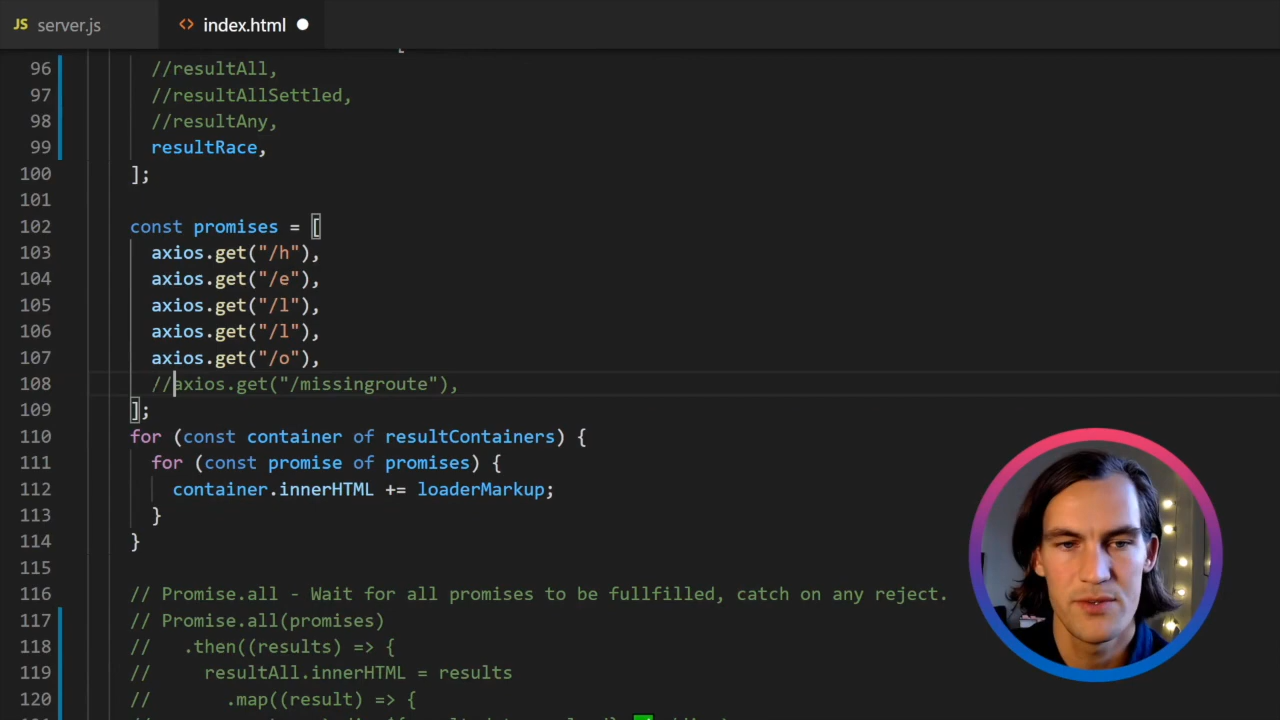 JS server.js <> index.html
96 //resultAll,
97 //resultAllSettled,
98 //resultAny,
99 resultRace,
100 ];
101
102 const promises = [
103 axios.get("/h"),
104 axios.get("/e"),
105 axios.get("/l"),
106 axios.get("/l"),
107 axios.get("/o"),
108 //axios.get("/missingroute"),
109 ];
110 for (const container of resultContainers) {
111 for (const promise of promises) {
112 container.innerHTML += loaderMarkup;
113 }
114 }
115
116 // Promise.all - Wait for all promises to be fullfilled, catch on any reject.
117 // Promise.all(promises)
118 // .then((results) => {
119 // resultAll.innerHTML = results
120 // .map((result) => {